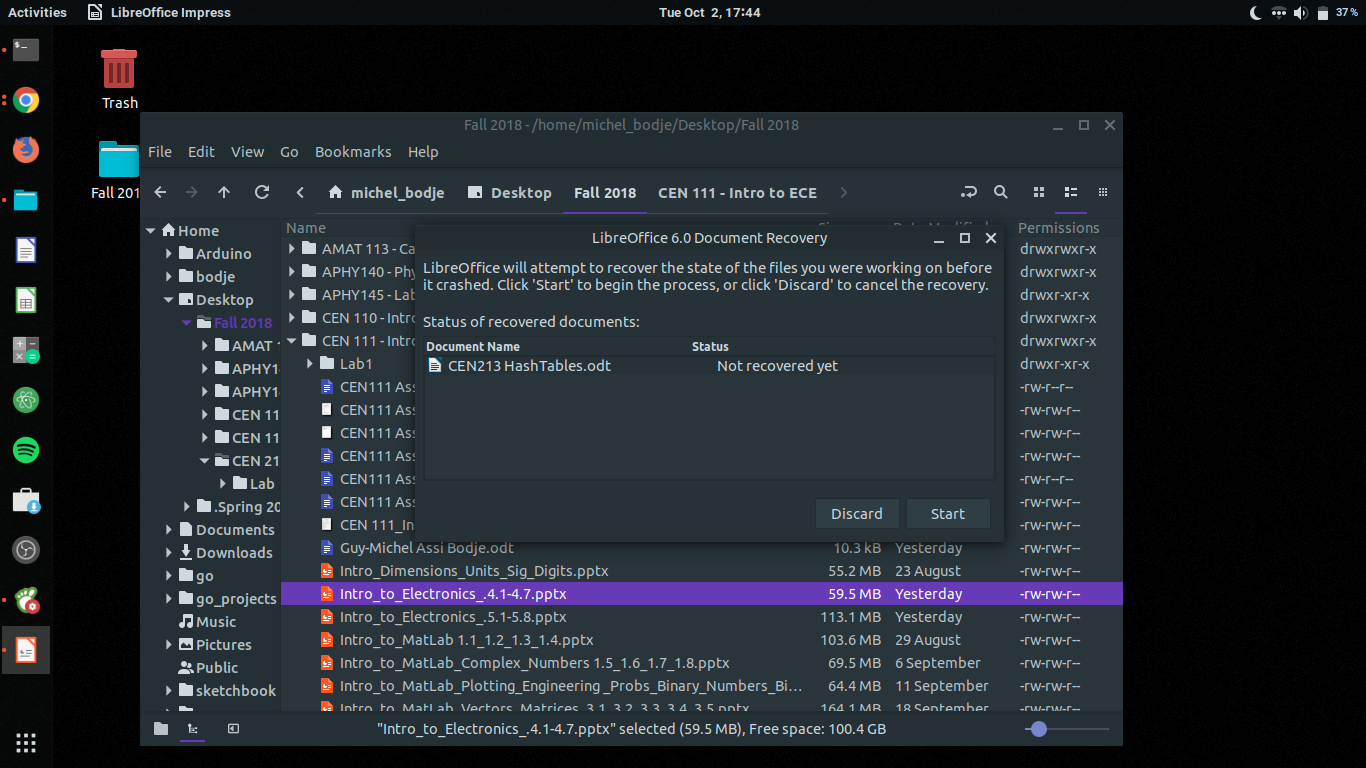 Activities LibreOffice Impress Tue Oct 2, 17:44 37%
Trash
Fall 201
Fall 2018 - /home/michel_bodje/Desktop/Fall 2018
File Edit View Go Bookmarks Help
michel_bodje Desktop Fall 2018 CEN 111 - Intro to ECE
Home
Arduino
bodje
Desktop
Fall 2018
AMAT
APHY1
APHY1
CEN 11
CEN 11
CEN 21
Lab
.Spring 20
Documents
Downloads
go
go_projects
Music
Pictures
Public
sketchbook
Name Permissions
AMAT 113 - Ca drwxrwxr-x
APHY140 - Phy drwxrwxr-x
APHY145 - Lab drwxr-xr-x
CEN 110 - Intro drwxrwxr-x
CEN 111 - Intro drwxrwxr-x
Lab1 drwxr-xr-x
CEN111 Ass -rw-r--r--
CEN111 Ass -rw-rw-r--
CEN111 Ass -rw-rw-r--
CEN111 Ass -rw-rw-r--
CEN111 Ass -rw-r--r--
CEN111 Ass -rw-rw-r--
CEN 111_In -rw-rw-r--
Guy-Michel Assi Bodje.odt 10.3 kB Yesterday -rw-rw-r--
Intro_Dimensions_Units_Sig_Digits.pptx 55.2 MB 23 August -rw-rw-r--
Intro_to_Electronics_.4.1-4.7.pptx 59.5 MB Yesterday -rw-rw-r--
Intro_to_Electronics_.5.1-5.8.pptx 113.1 MB Yesterday -rw-rw-r--
Intro_to_MatLab 1.1_1.2_1.3_1.4.pptx 103.6 MB 29 August -rw-rw-r--
Intro_to_MatLab_Complex_Numbers 1.5_1.6_1.7_1.8.pptx 69.5 MB 6 September -rw-rw-r--
Intro_to_MatLab_Plotting_Engineering _Probs_Binary_Numbers_Bi... 64.4 MB 11 September -rw-rw-r--
Intro_to_MatLab_Vectors_Matrices_3.1_3.2_3.3_3.4_3.5.pptx 164.1 MB 18 September -rw-rw-r--
LibreOffice 6.0 Document Recovery
LibreOffice will attempt to recover the state of the files you were working on before
it crashed. Click 'Start' to begin the process, or click 'Discard' to cancel the recovery.
Status of recovered documents:
Document Name Status
CEN213 HashTables.odt Not recovered yet
Discard Start
"Intro_to_Electronics_.4.1-4.7.pptx" selected (59.5 MB), Free space: 100.4 GB